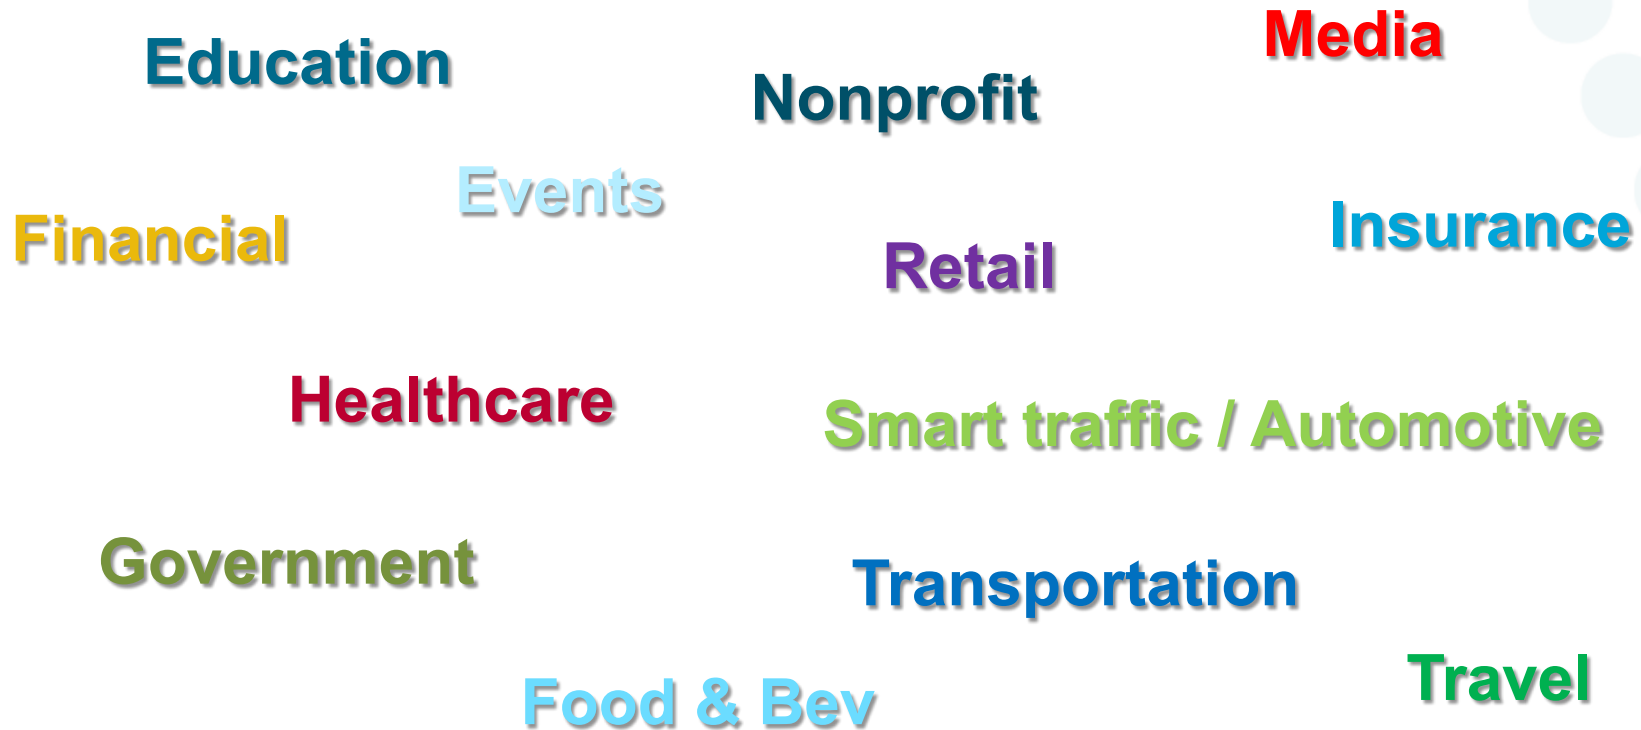 Media
Education
Nonprofit
Events
Insurance
Financial
Retail
Healthcare
Smart traffic / Automotive
Government
Transportation
Travel
Food & Bev